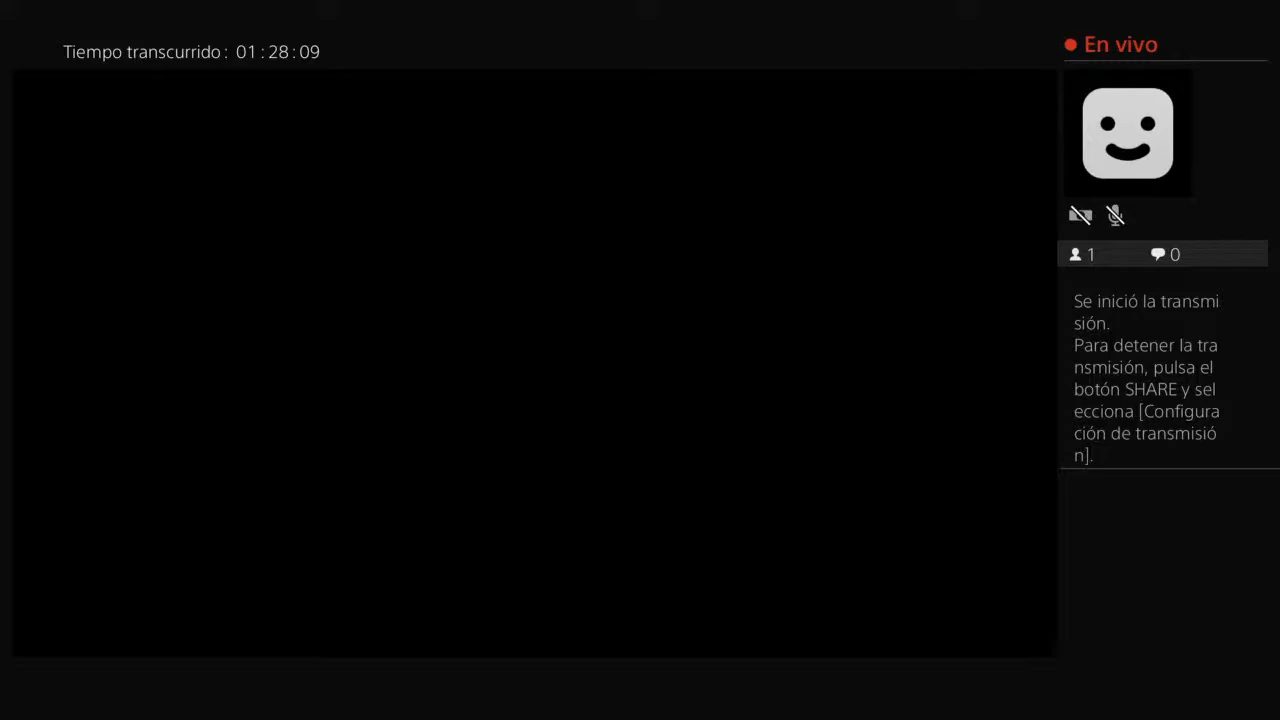 Tiempo transcurrido: 01:28:09
En vivo
1 0
Se inició la transmi
sión.
Para detener la tra
nsmisión, pulsa el
botón SHARE y sel
ecciona [Configura
ción de transmisió
n].